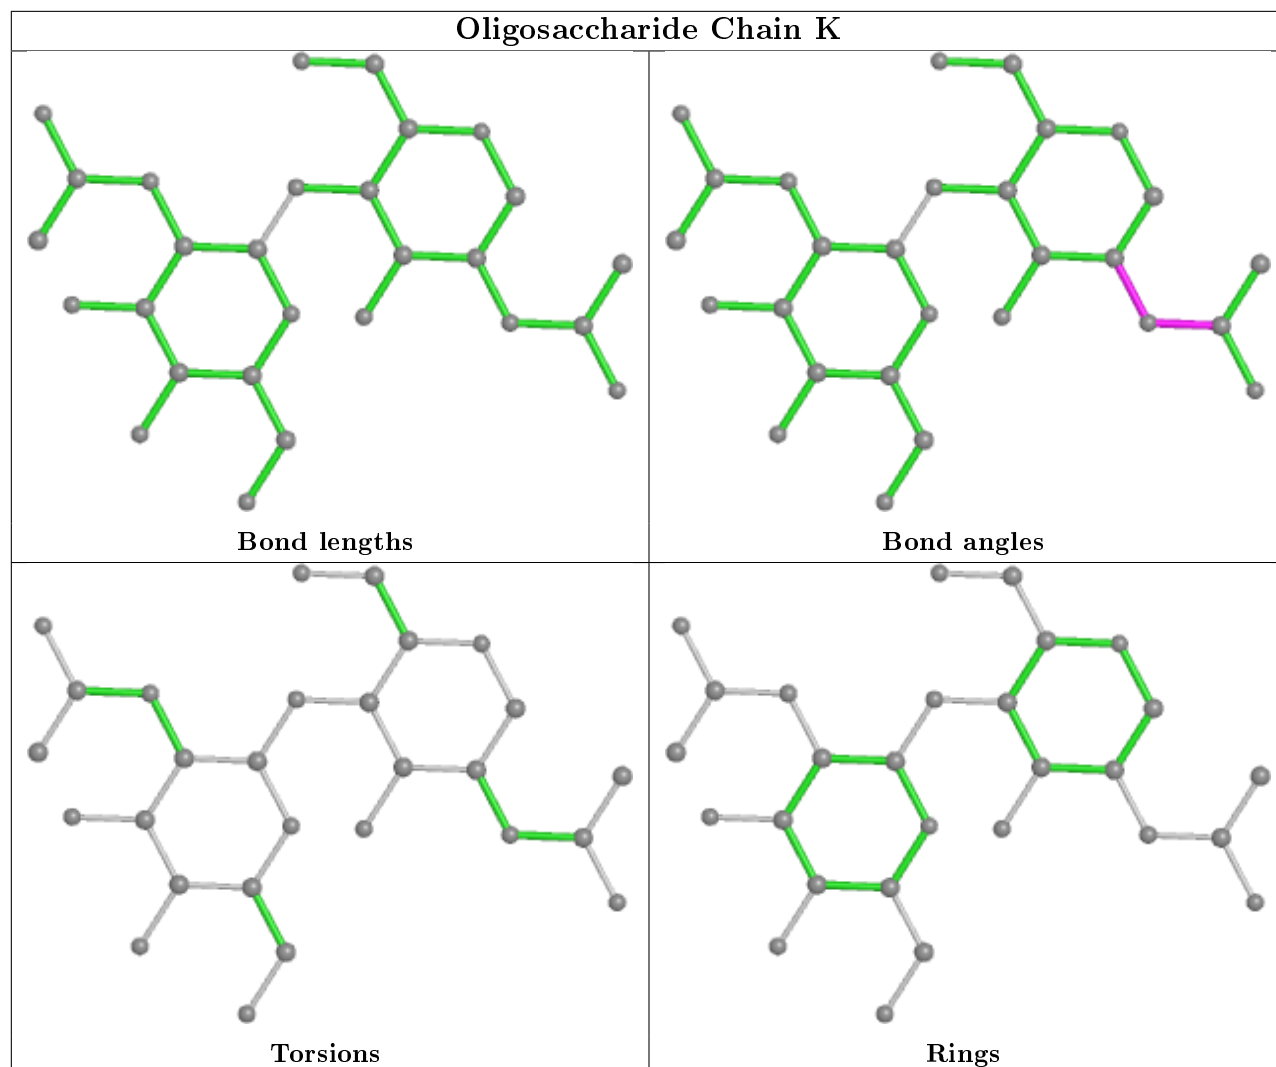 Oligosaccharide Chain K
Bond lengths
Bond angles
Torsions
Rings